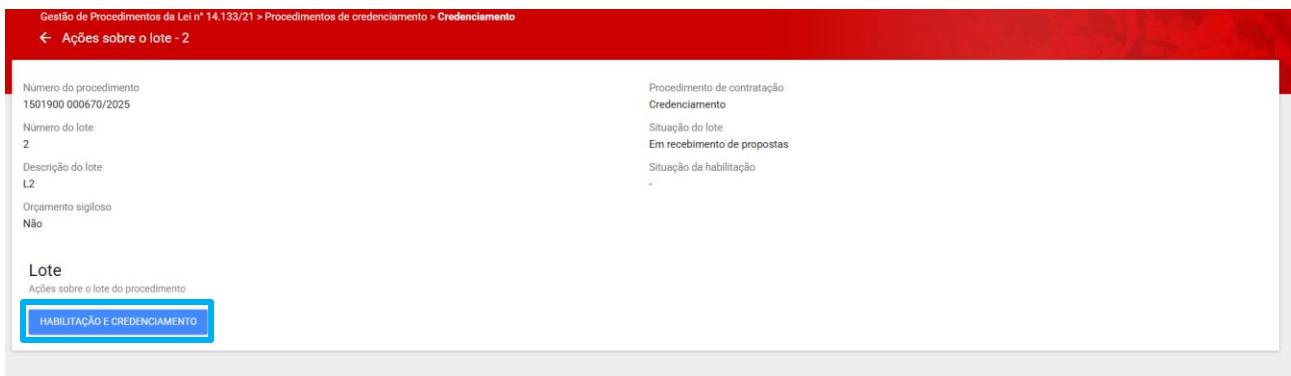 Gestão de Procedimentos da Lei n° 14.133/21 > Procedimentos de credenciamento > Credenciamento
← Ações sobre o lote - 2
Número do procedimento
1501900 000670/2025
Número do lote
2
Descrição do lote
L2
Orçamento sigiloso
Não
Procedimento de contratação
Credenciamento
Situação do lote
Em recebimento de propostas
Situação da habilitação
-
Lote
Ações sobre o lote do procedimento
HABILITAÇÃO E CREDENCIAMENTO